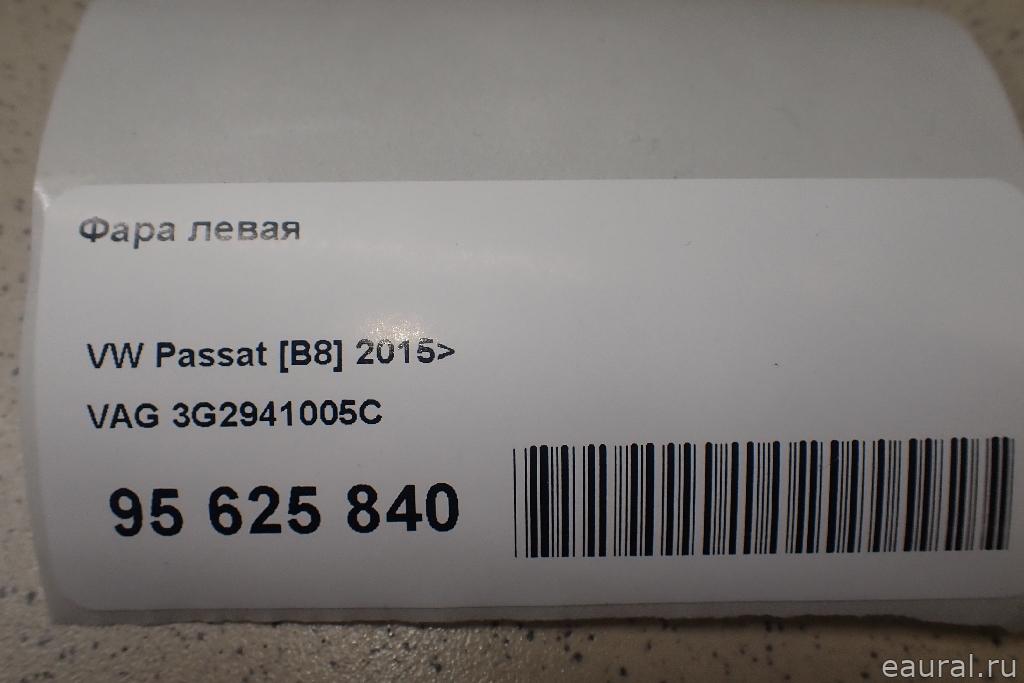 Фара левая
VW Passat [B8] 2015>
VAG 3G2941005C
95 625 840
eaural.ru